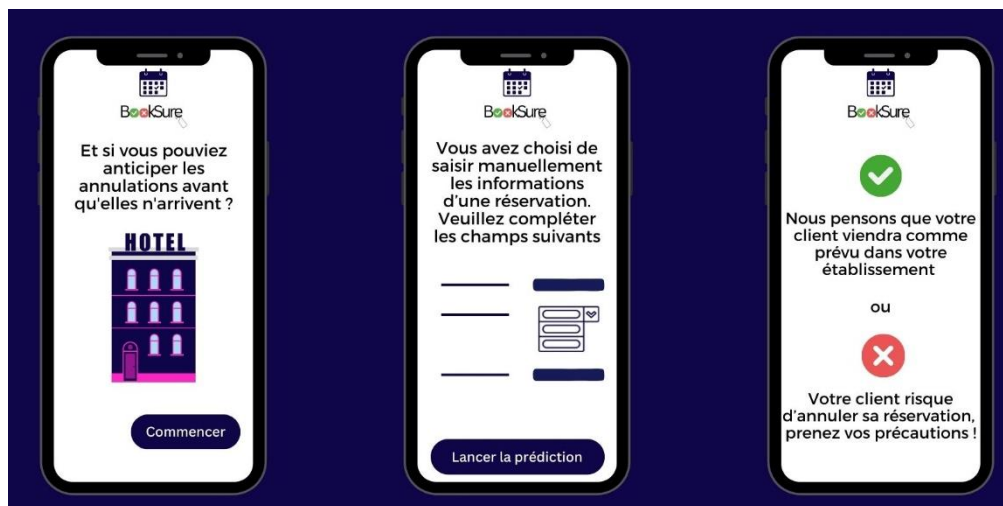 BookSure
Et si vous pouviez
anticiper les
annulations avant
qu'elles n'arrivent ?
HOTEL
Commencer
BookSure
Vous avez choisi de
saisir manuellement
les informations
d'une réservation.
Veuillez compléter
les champs suivants
Lancer la prédiction
BookSure
Nous pensons que votre
client viendra comme
prévu dans votre
établissement
ou
Votre client risque
d'annuler sa réservation,
prenez vos précautions !